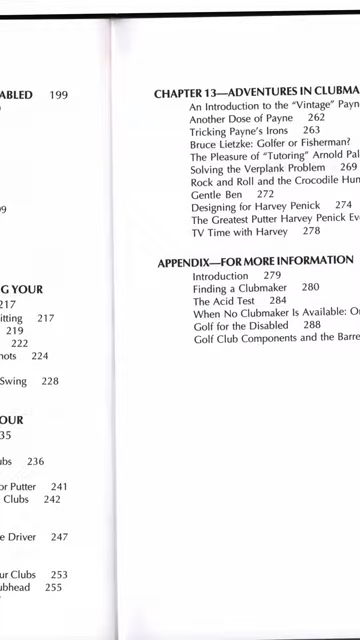 ABLED 199
G YOUR
217
itting 217
219
222
nots 224
Swing 228
OUR
35
ubs 236
or Putter 241
Clubs 242
e Driver 247
ur Clubs 253
ubhead 255
CHAPTER 13—ADVENTURES IN CLUBMA
An Introduction to the "Vintage" Payn
Another Dose of Payne 262
Tricking Payne's Irons 263
Bruce Lietzke: Golfer or Fisherman?
The Pleasure of "Tutoring" Arnold Pal
Solving the Verplank Problem 269
Rock and Roll and the Crocodile Hun
Gentle Ben 272
Designing for Harvey Penick 274
The Greatest Putter Harvey Penick Ev
TV Time with Harvey 278
APPENDIX—FOR MORE INFORMATION
Introduction 279
Finding a Clubmaker 280
The Acid Test 284
When No Clubmaker Is Available: O
Golf for the Disabled 288
Golf Club Components and the Barre